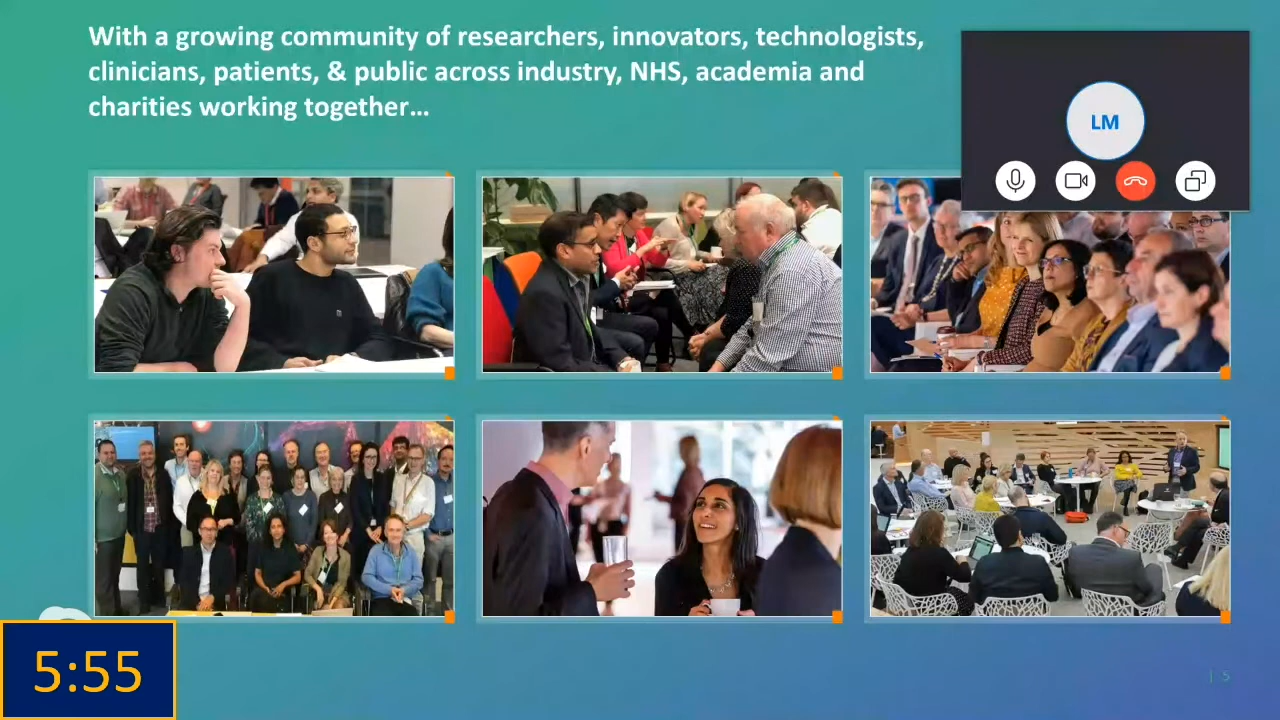 With a growing community of researchers, innovators, technologists,
clinicians, patients, & public across industry, NHS, academia and
charities working together…
LM
5:55
| 5